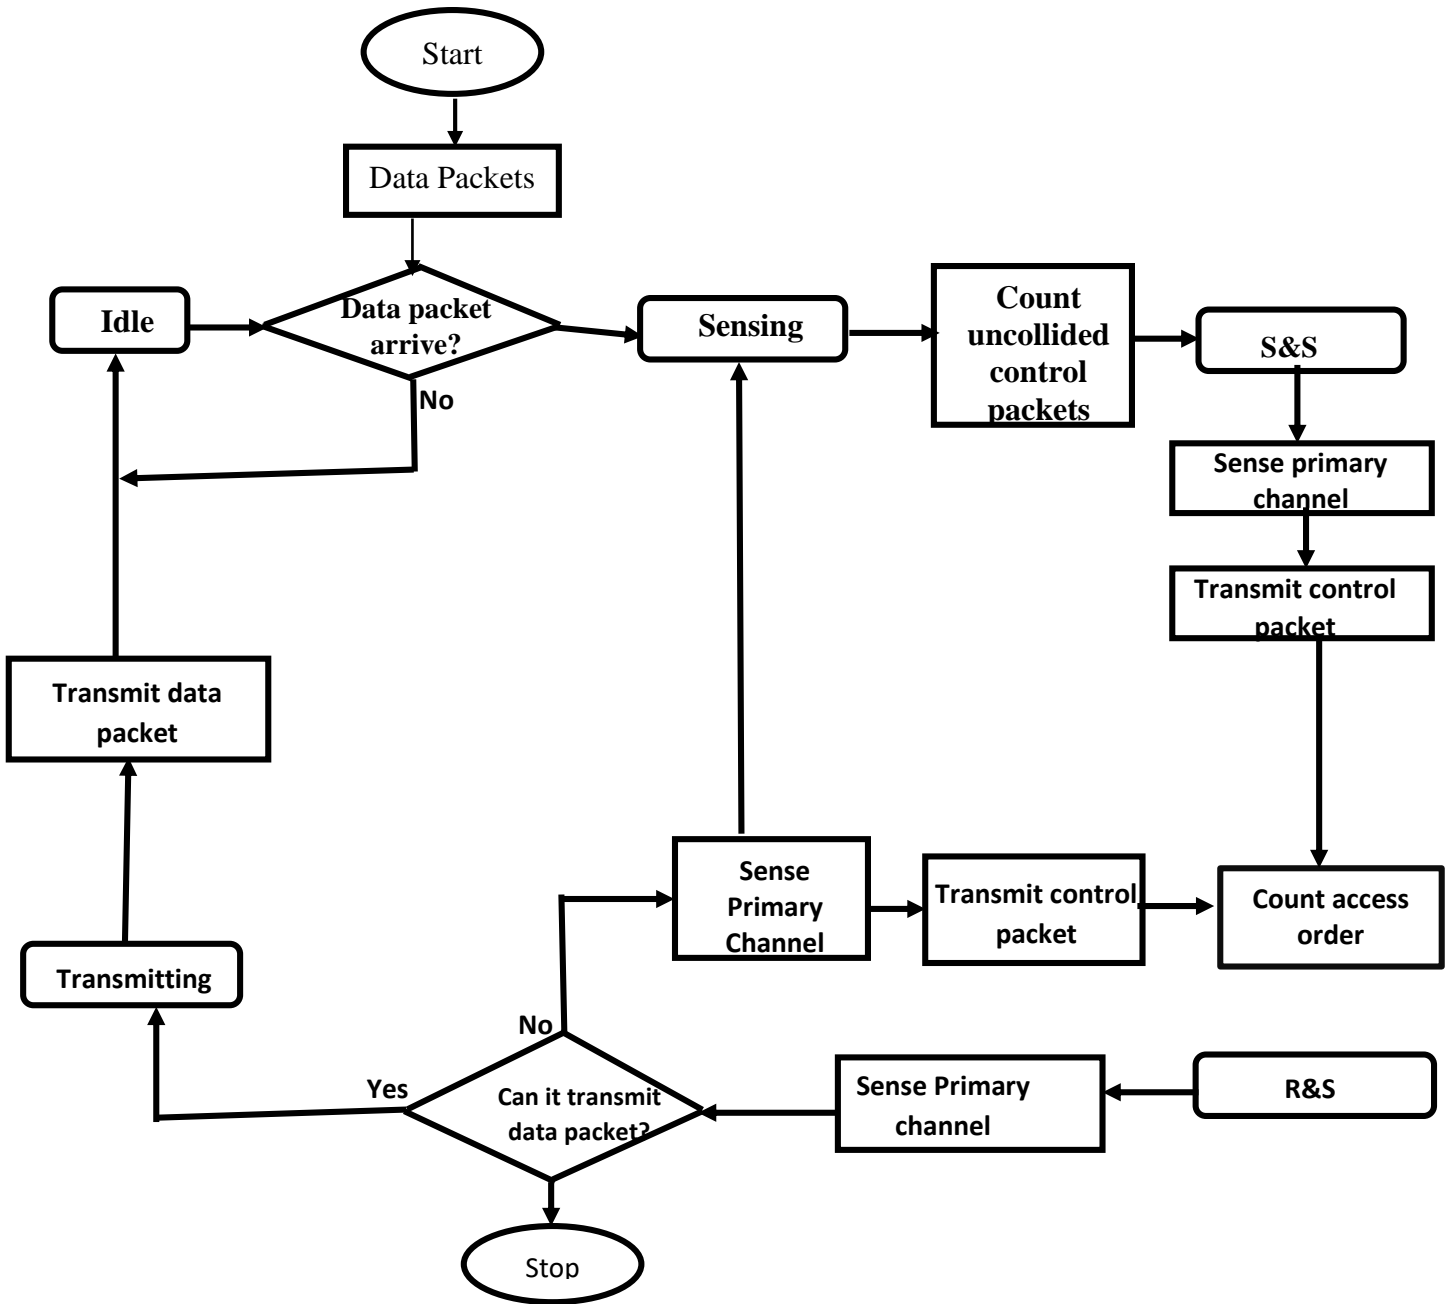 Start
Data Packets
Idle
Data packet
arrive?
Sensing
Count
uncollided
control
packets
S&S
No
Sense primary
channel
Transmit control
packet
Transmit data
packet
Sense
Primary
Channel
Transmit control
packet
Count access
order
Transmitting
No
Yes
Can it transmit
data packet?
Sense Primary
channel
R&S
Stop